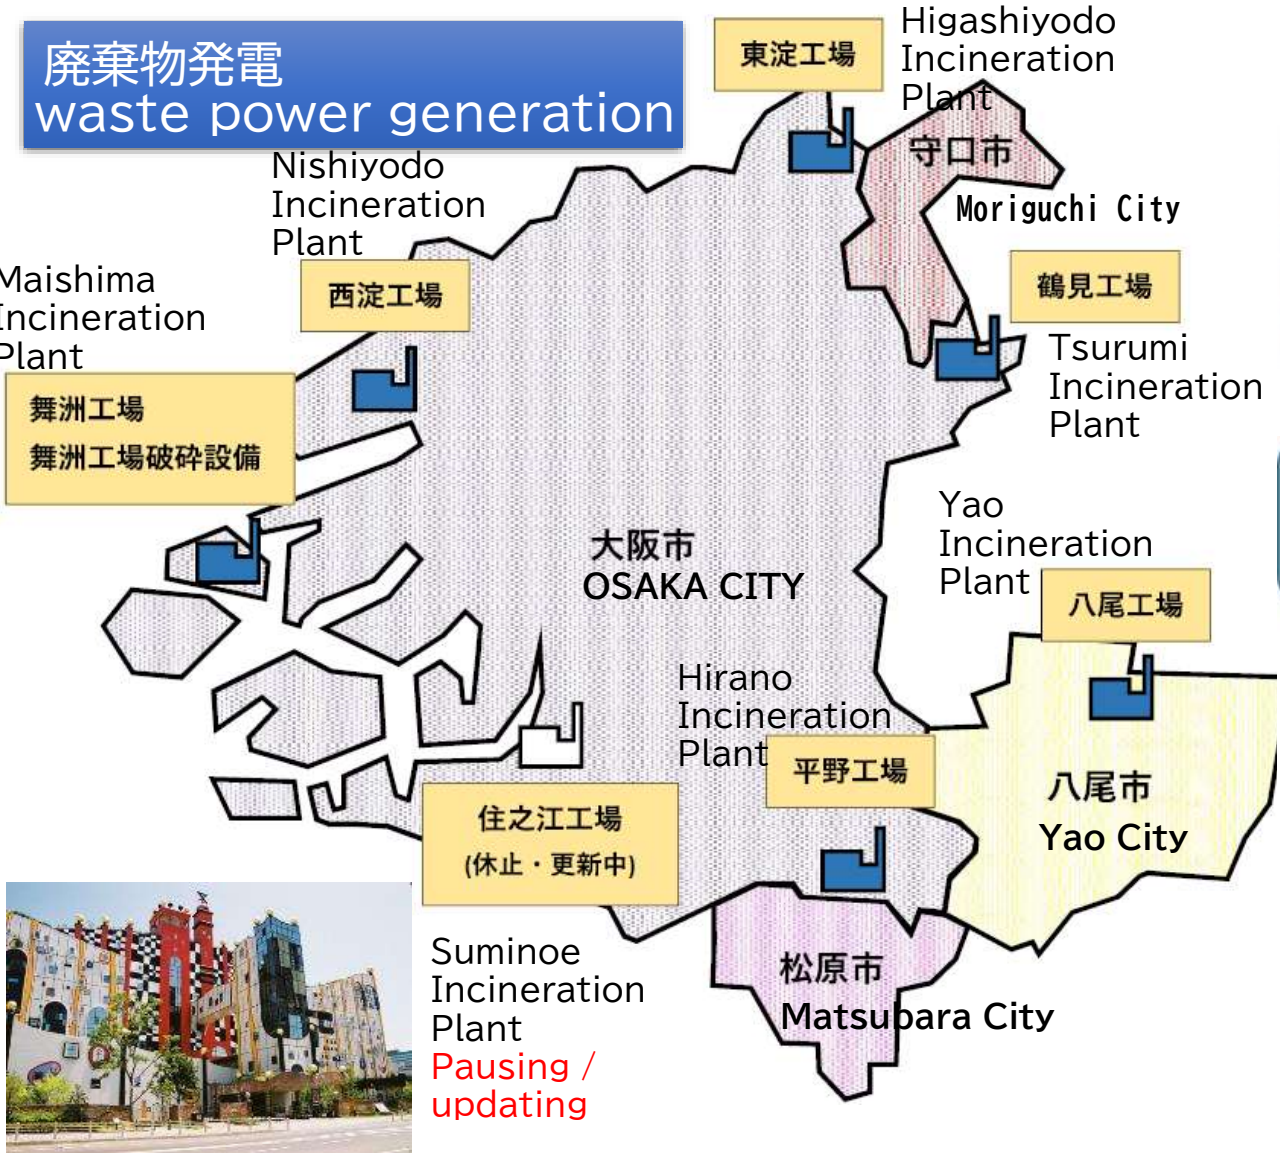 廃棄物発電
waste power generation
東淀工場
Higashiyodo
Incineration
Plant
守口市
Moriguchi City
Nishiyodo
Incineration
Plant
西淀工場
鶴見工場
Tsurumi
Incineration
Plant
Maishima
Incineration
Plant
舞洲工場
舞洲工場破砕設備
大阪市
OSAKA CITY
Yao
Incineration
Plant
八尾工場
Hirano
Incineration
Plant
平野工場
八尾市
Yao City
住之江工場
(休止・更新中)
Suminoe
Incineration
Plant
Pausing /
updating
松原市
Matsubara City